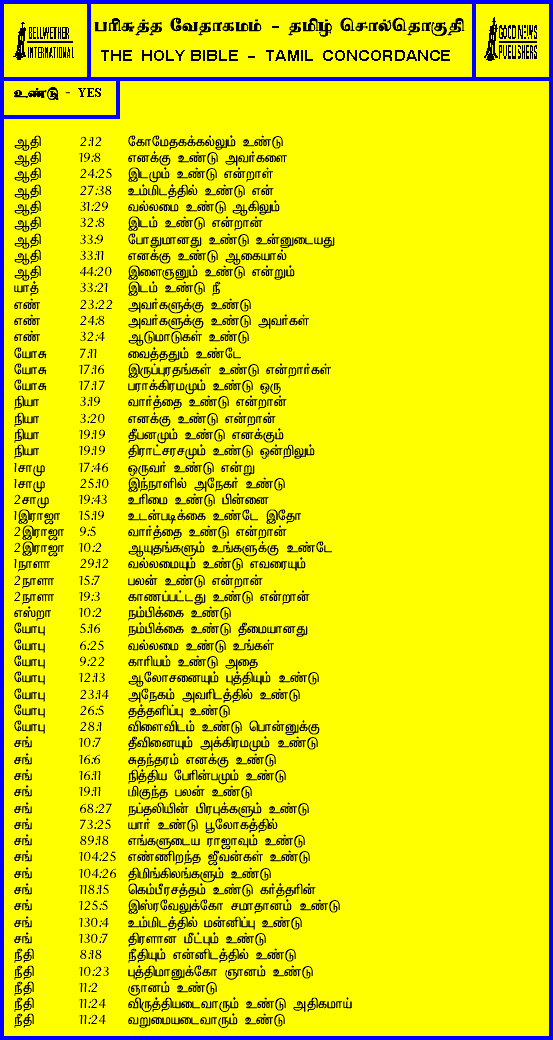 BELLWETHER
INTERNATIONAL
பரிசுத்த வேதாகமம் - தமிழ் சொல்தொகுதி
THE HOLY BIBLE - TAMIL CONCORDANCE
GOOD NEWS
PUBLISHERS
உண்டு - YES
ஆதி 2:12 கோமேதகக்கல்லும் உண்டு
ஆதி 19:8 எனக்கு உண்டு அவர்களை
ஆதி 24:25 இடமும் உண்டு என்றாள்
ஆதி 27:38 உம்மிடத்தில் உண்டு என்
ஆதி 31:29 வல்லமை உண்டு ஆகிலும்
ஆதி 32:8 இடம் உண்டு என்றான்
ஆதி 33:9 போதுமானது உண்டு உன்னுடையது
ஆதி 33:11 எனக்கு உண்டு ஆகையால்
ஆதி 44:20 இளைஞனும் உண்டு என்றும்
யாத் 33:21 இடம் உண்டு நீ
எண் 23:22 அவர்களுக்கு உண்டு
எண் 24:8 அவர்களுக்கு உண்டு அவர்கள்
எண் 32:4 ஆடுமாடுகள் உண்டு
யோசு 7:11 வைத்ததும் உண்டே
யோசு 17:16 இருப்புரதங்கள் உண்டு என்றார்கள்
யோசு 17:17 பராக்கிரமமும் உண்டு ஒரு
நியா 3:19 வார்த்தை உண்டு என்றான்
நியா 3:20 எனக்கு உண்டு என்றான்
நியா 19:19 தீபனமும் உண்டு எனக்கும்
நியா 19:19 திராட்சரசமும் உண்டு ஒன்றிலும்
1சாமு 17:46 ஒருவர் உண்டு என்று
1சாமு 25:10 இந்நாளில் அநேகர் உண்டு
2சாமு 19:43 உரிமை உண்டு பின்னை
1இராஜா 15:19 உடன்படிக்கை உண்டே இதோ
2இராஜா 9:5 வார்த்தை உண்டு என்றான்
2இராஜா 10:2 ஆயுதங்களும் உங்களுக்கு உண்டே
1நாளா 29:12 வல்லமையும் உண்டு எவரையும்
2நாளா 15:7 பலன் உண்டு என்றான்
2நாளா 19:3 காணப்பட்டது உண்டு என்றான்
எஸ்றா 10:2 நம்பிக்கை உண்டு
யோபு 5:16 நம்பிக்கை உண்டு தீமையானது
யோபு 6:25 வல்லமை உண்டு உங்கள்
யோபு 9:22 காரியம் உண்டு அதை
யோபு 12:13 ஆலோசனையும் புத்தியும் உண்டு
யோபு 23:14 அநேகம் அவரிடத்தில் உண்டு
யோபு 26:5 தத்தளிப்பு உண்டு
யோபு 28:1 விளைவிடம் உண்டு பொன்னுக்கு
சங் 10:7 தீவினையும் அக்கிரமமும் உண்டு
சங் 16:6 சுதந்தரம் எனக்கு உண்டு
சங் 16:11 நித்திய பேரின்பமும் உண்டு
சங் 19:11 மிகுந்த பலன் உண்டு
சங் 68:27 நப்தலியின் பிரபுக்களும் உண்டு
சங் 73:25 யார் உண்டு பூலோகத்தில்
சங் 89:18 எங்களுடைய ராஜாவும் உண்டு
சங் 104:25 எண்ணிறந்த ஜீவன்கள் உண்டு
சங் 104:26 திமிங்கிலங்களும் உண்டு
சங் 118:15 கெம்பீரசத்தம் உண்டு கர்த்தரின்
சங் 125:5 இஸ்ரவேலுக்கோ சமாதானம் உண்டு
சங் 130:4 உம்மிடத்தில் மன்னிப்பு உண்டு
சங் 130:7 திரளான மீட்பும் உண்டு
நீதி 8:18 நீதியும் என்னிடத்தில் உண்டு
நீதி 10:23 புத்திமானுக்கோ ஞானம் உண்டு
நீதி 11:2 ஞானம் உண்டு
நீதி 11:24 விருத்தியடைவாரும் உண்டு அதிகமாய்
நீதி 11:24 வறுமையடைவாரும் உண்டு